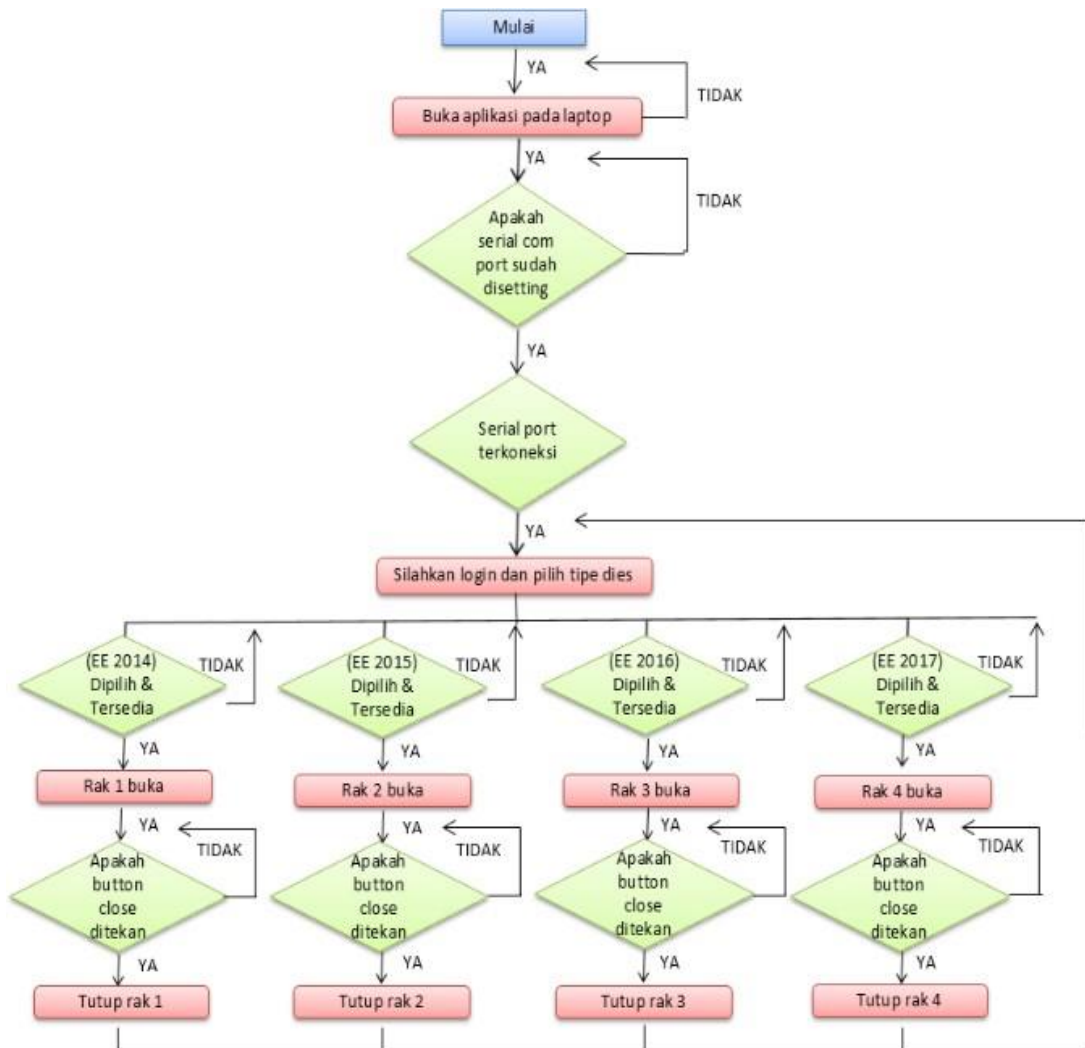 Mulai
YA
TIDAK
Buka aplikasi pada laptop
YA
TIDAK
Apakah
serial com
port sudah
disetting
YA
Serial port
terkoneksi
YA
Silahkan login dan pilih tipe dies
(EE 2014)
Dipilih &
Tersedia
TIDAK
(EE 2015)
Dipilih &
Tersedia
TIDAK
(EE 2016)
Dipilih &
Tersedia
TIDAK
(EE 2017)
Dipilih &
Tersedia
TIDAK
YA
YA
YA
YA
Rak 1 buka
Rak 2 buka
Rak 3 buka
Rak 4 buka
YA
YA
YA
YA
Apakah
button
close
ditekan
TIDAK
Apakah
button
close
ditekan
TIDAK
Apakah
button
close
ditekan
TIDAK
Apakah
button
close
ditekan
TIDAK
YA
YA
YA
YA
Tutup rak 1
Tutup rak 2
Tutup rak 3
Tutup rak 4